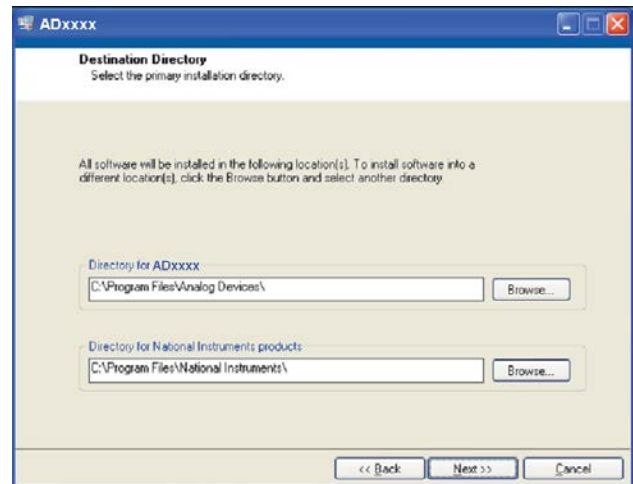 ADxxxx
Destination Directory
Select the primary installation directory.
All software will be installed in the following location(s). To install software into a
different location(s), click the Browse button and select another directory.
Directory for ADxxxx
C:\Program Files\Analog Devices\
Browse...
Directory for National Instruments products
C:\Program Files\National Instruments\
Browse...
<< Back
Next >>
Cancel